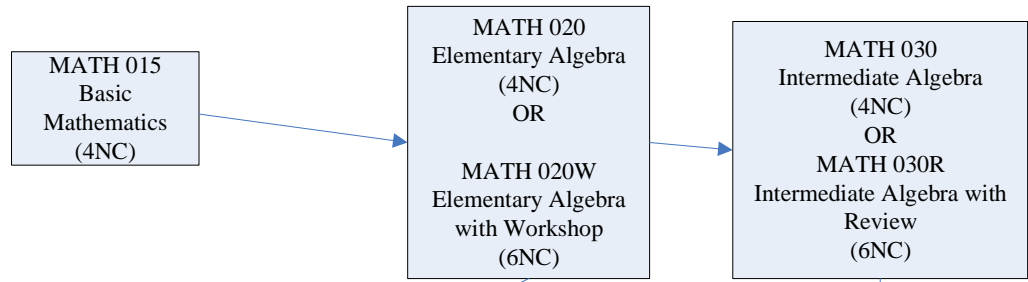 MATH 015
Basic
Mathematics
(4NC)
MATH 020
Elementary Algebra
(4NC)
OR
MATH 020W
Elementary Algebra
with Workshop
(6NC)
MATH 030
Intermediate Algebra
(4NC)
OR
MATH 030R
Intermediate Algebra with
Review
(6NC)